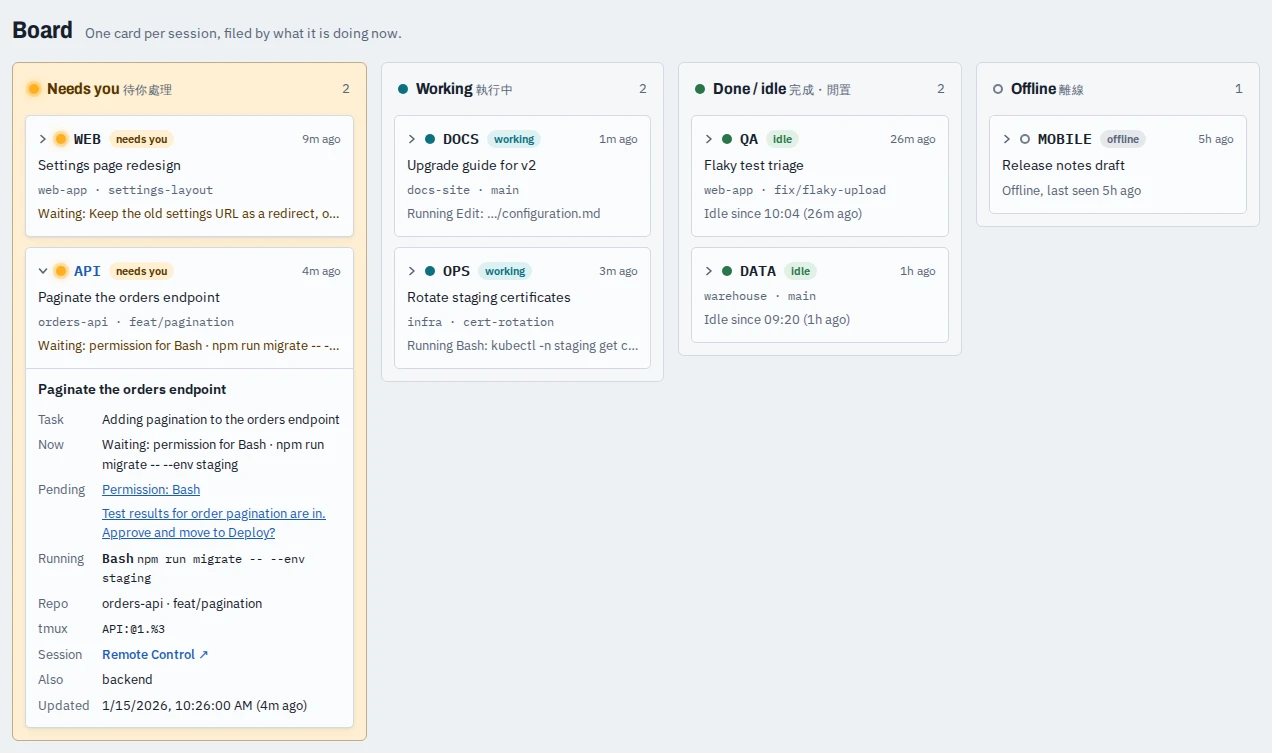 Board One card per session, filed by what it is doing now.
Needs you 待你處理 2
WEB needs you 9m ago
Settings page redesign
web-app · settings-layout
Waiting: Keep the old settings URL as a redirect, o...
API needs you 4m ago
Paginate the orders endpoint
orders-api · feat/pagination
Waiting: permission for Bash · npm run migrate -- -...
Paginate the orders endpoint
Task Adding pagination to the orders endpoint
Now Waiting: permission for Bash · npm run
migrate -- --env staging
Pending Permission: Bash
Test results for order pagination are in.
Approve and move to Deploy?
Running Bash npm run migrate -- --env
staging
Repo orders-api · feat/pagination
tmux API:@1.%3
Session Remote Control ↗
Also backend
Updated 1/15/2026, 10:26:00 AM (4m ago)
Working 執行中 2
DOCS working 1m ago
Upgrade guide for v2
docs-site · main
Running Edit: .../configuration.md
OPS working 3m ago
Rotate staging certificates
infra · cert-rotation
Running Bash: kubectl -n staging get c...
Done / idle 完成・閒置 2
QA idle 26m ago
Flaky test triage
web-app · fix/flaky-upload
Idle since 10:04 (26m ago)
DATA idle 1h ago
warehouse · main
Idle since 09:20 (1h ago)
Offline 離線 1
MOBILE offline 5h ago
Release notes draft
Offline, last seen 5h ago